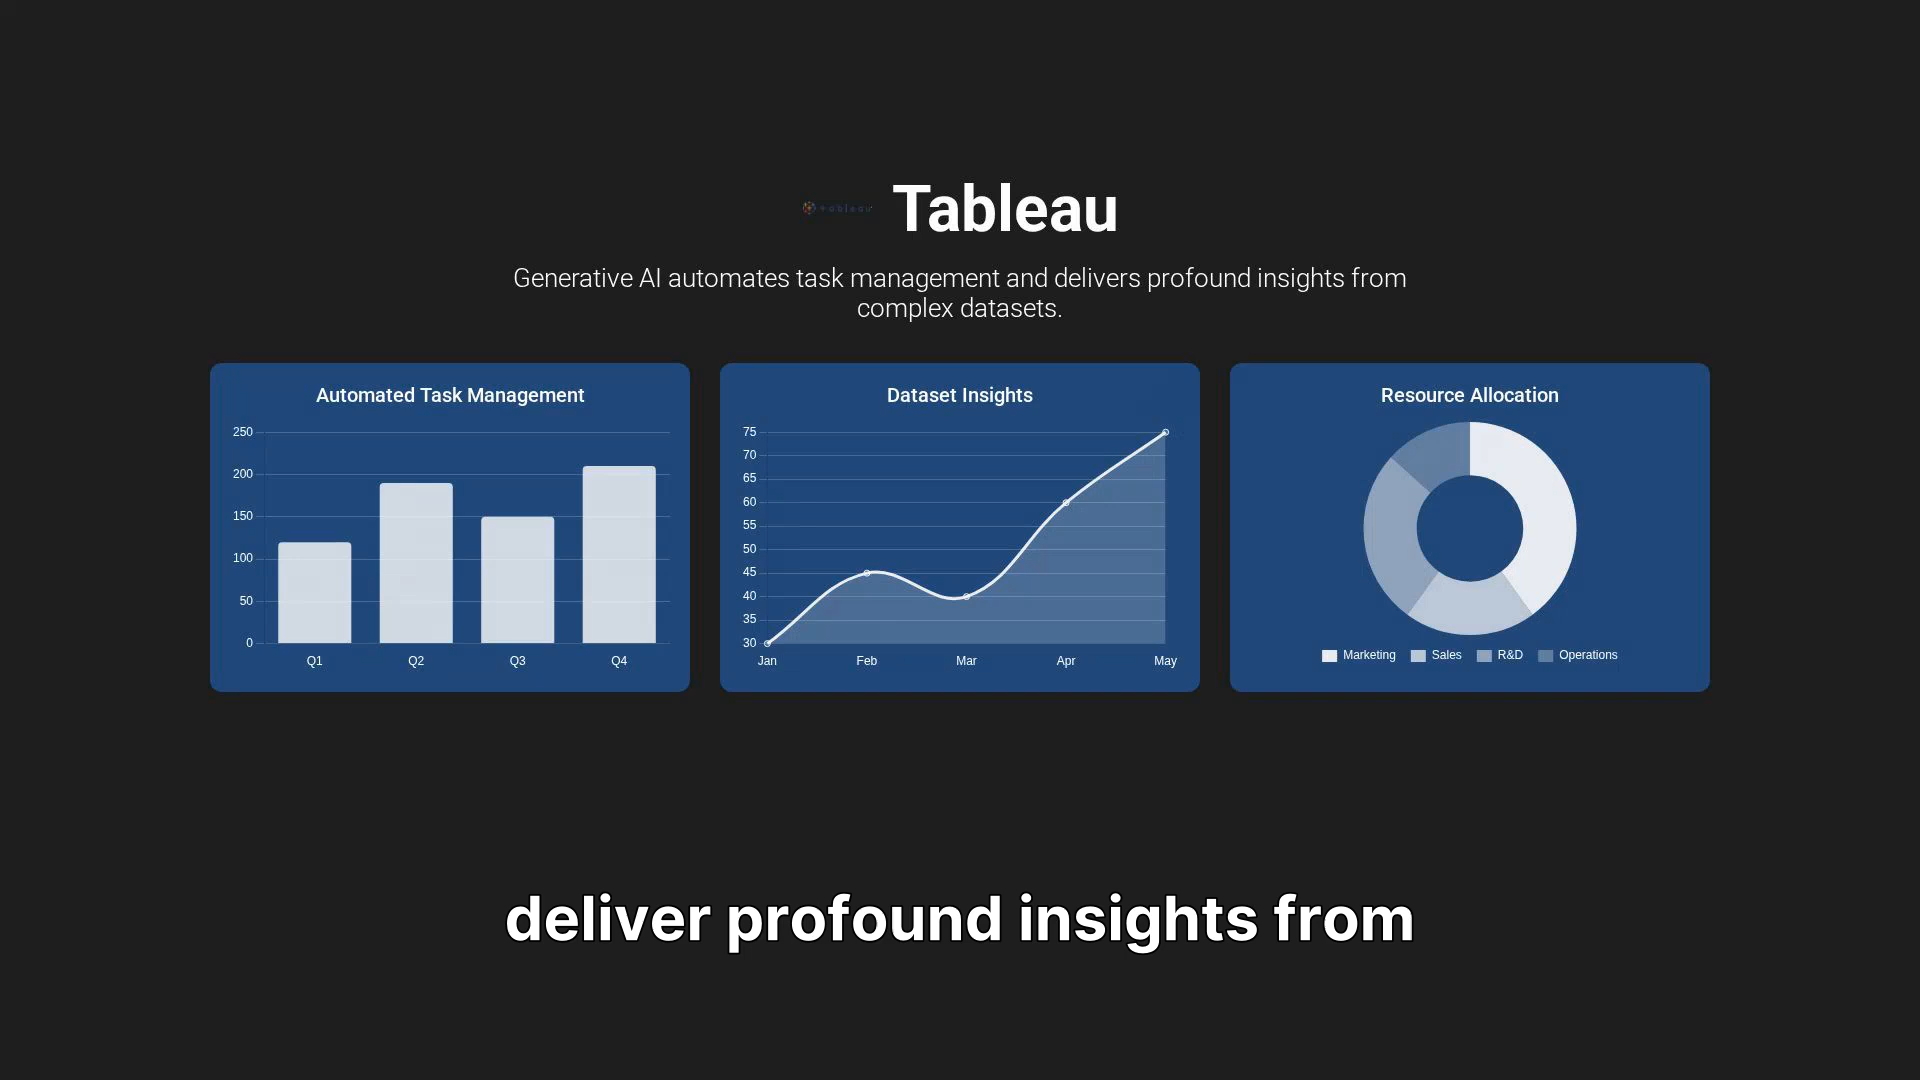 tableau
Tableau
Generative AI automates task management and delivers profound insights from
complex datasets.
Automated Task Management
250
200
150
100
50
0
Q1
Q2
Q3
Q4
Dataset Insights
75
70
65
60
55
50
45
40
35
30
Jan
Feb
Mar
Apr
May
Resource Allocation
Marketing
Sales
R&D
Operations
deliver profound insights from